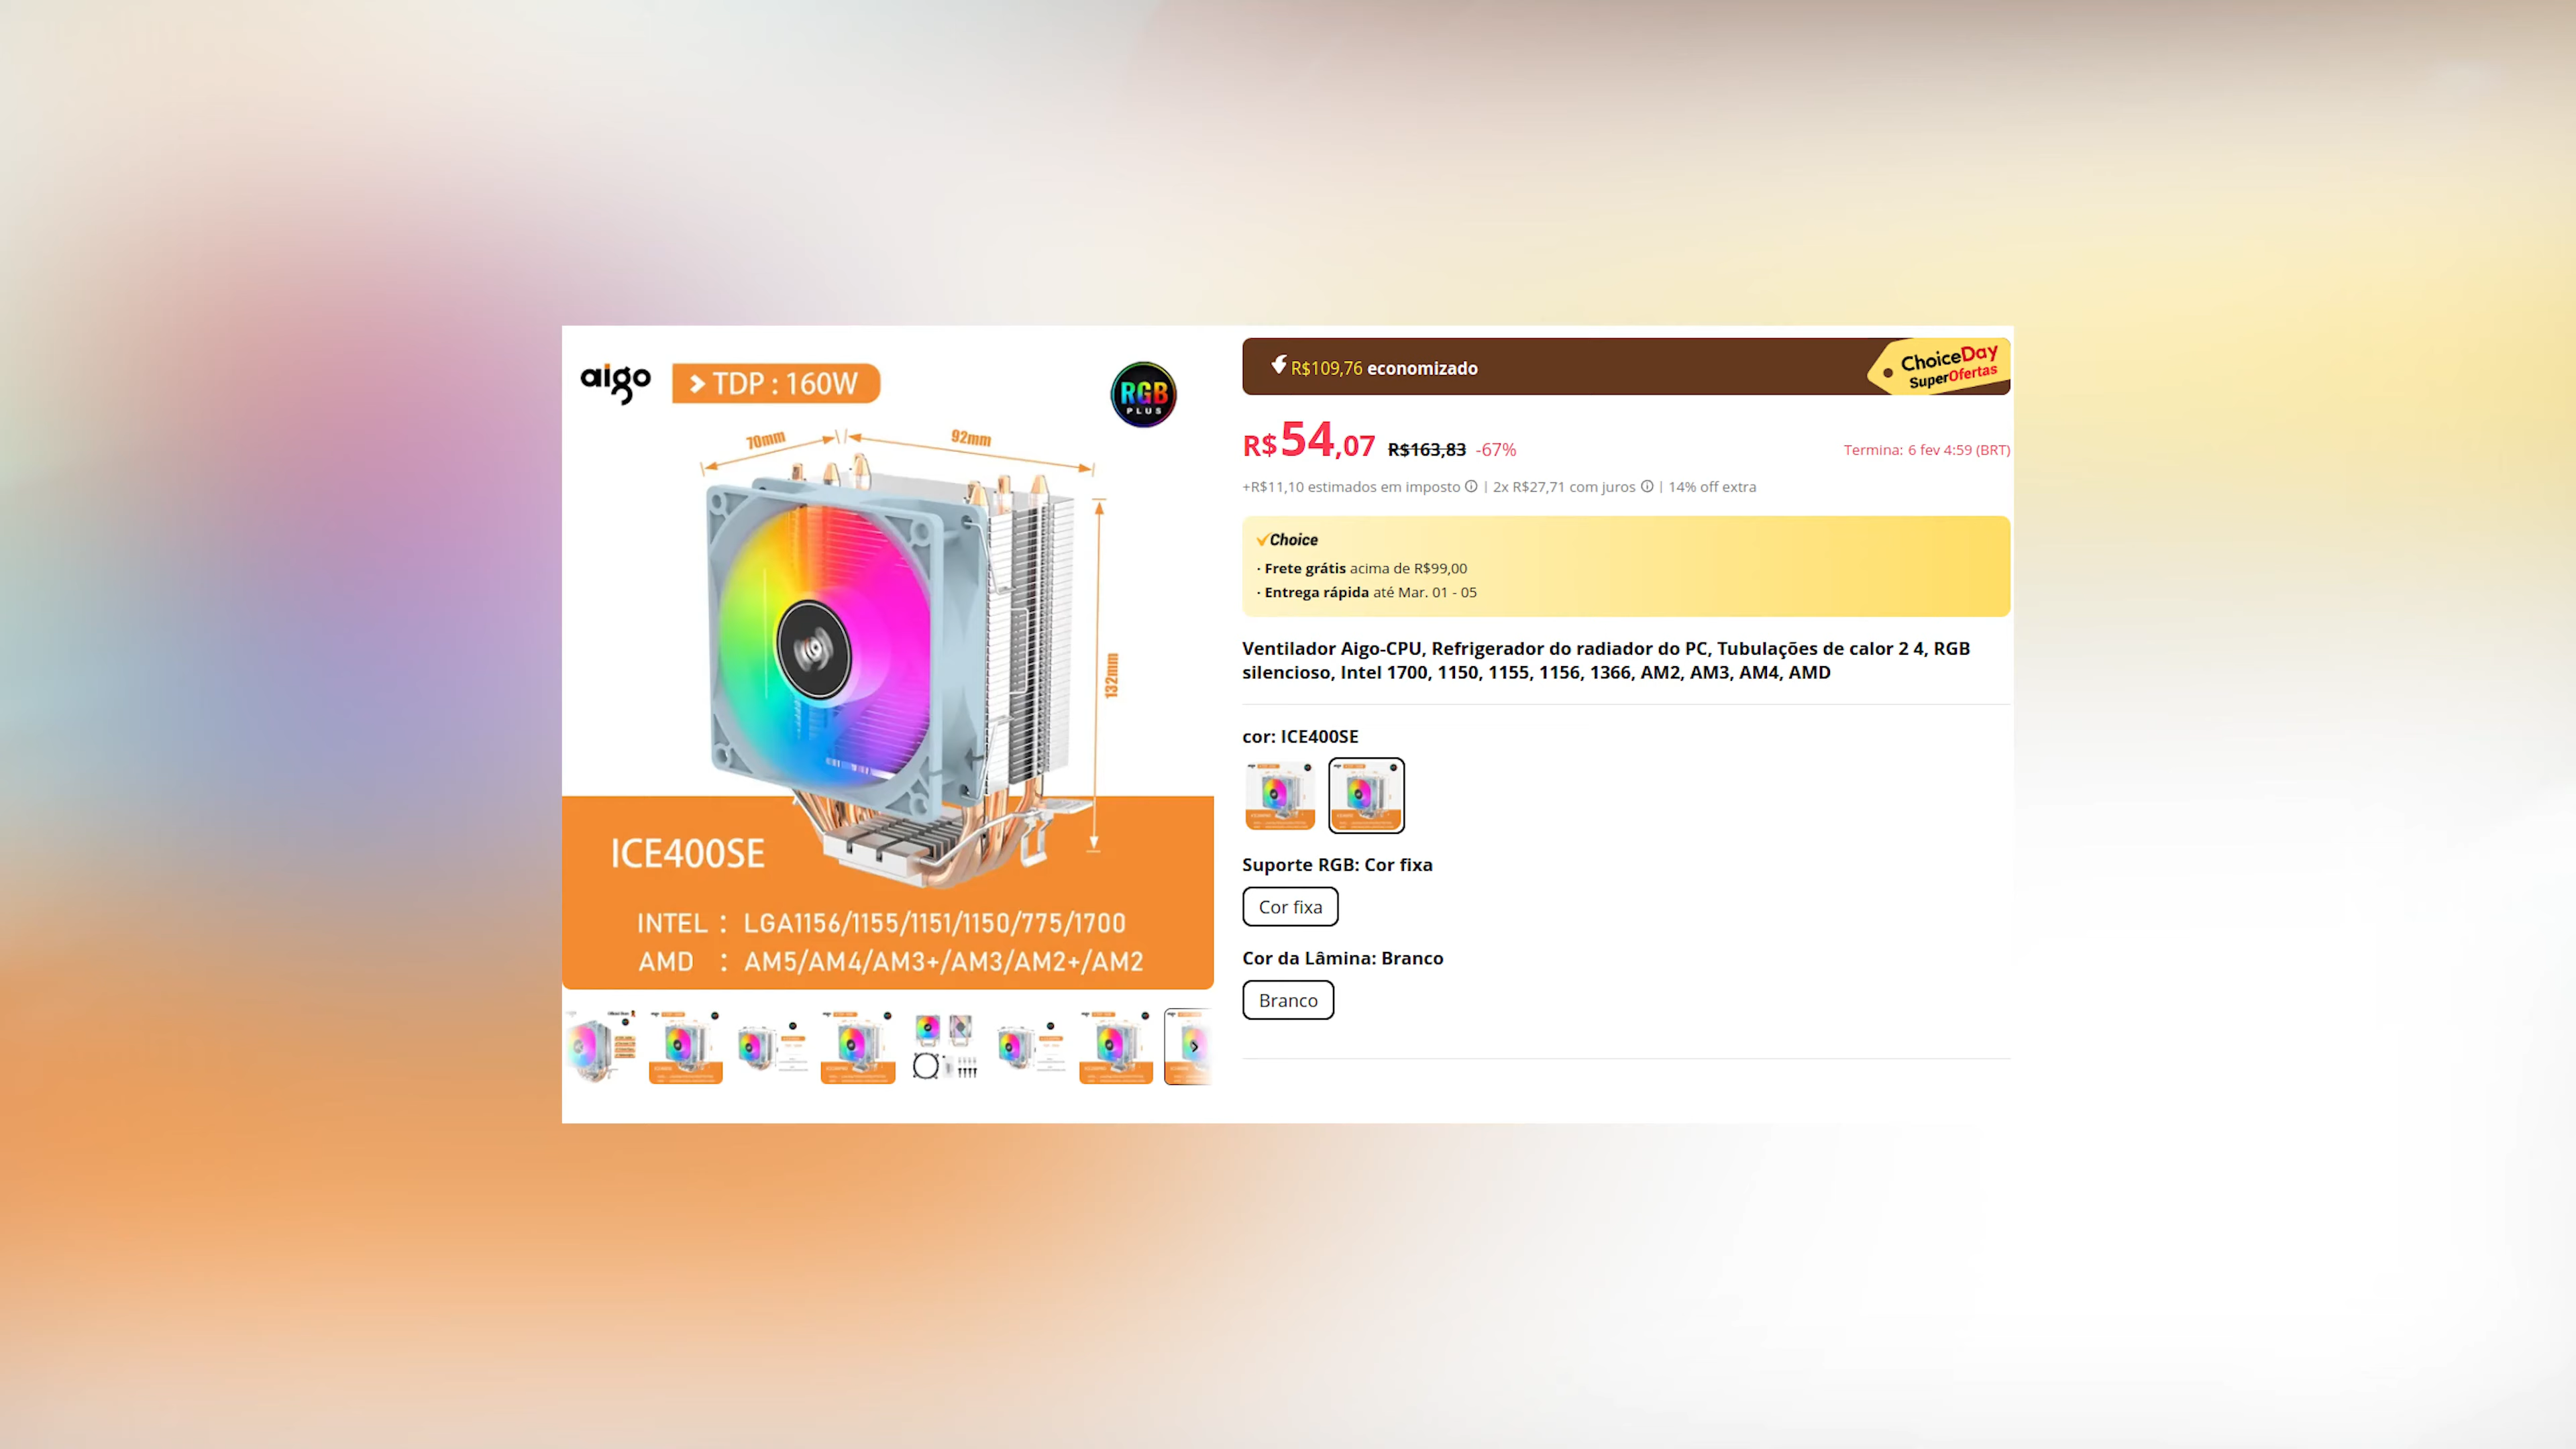 aigo
TDP : 160W
RGB
PLUS
70mm
92mm
132mm
ICE400SE
INTEL : LGA1156/1155/1151/1150/775/1700
AMD : AM5/AM4/AM3+/AM3/AM2+/AM2
R$109,76 economizado
ChoiceDay
SuperOfertas
R$54,07 R$163,83 -67%
Termina: 6 fev 4:59 (BRT)
+R$11,10 estimados em imposto | 2x R$27,71 com juros | 14% off extra
Choice
· Frete grátis acima de R$99,00
· Entrega rápida até Mar. 01 - 05
Ventilador Aigo-CPU, Refrigerador do radiador do PC, Tubulações de calor 2 4, RGB
silencioso, Intel 1700, 1150, 1155, 1156, 1366, AM2, AM3, AM4, AMD
cor: ICE400SE
Suporte RGB: Cor fixa
Cor fixa
Cor da Lâmina: Branco
Branco